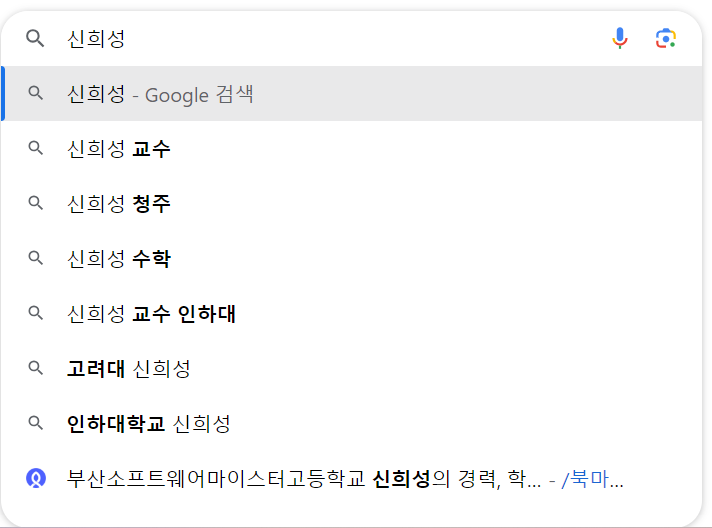 신희성
신희성 - Google 검색
신희성 교수
신희성 청주
신희성 수학
신희성 교수 인하대
고려대 신희성
인하대학교 신희성
부산소프트웨어마이스터고등학교 신희성의 경력, 학... - /북마...